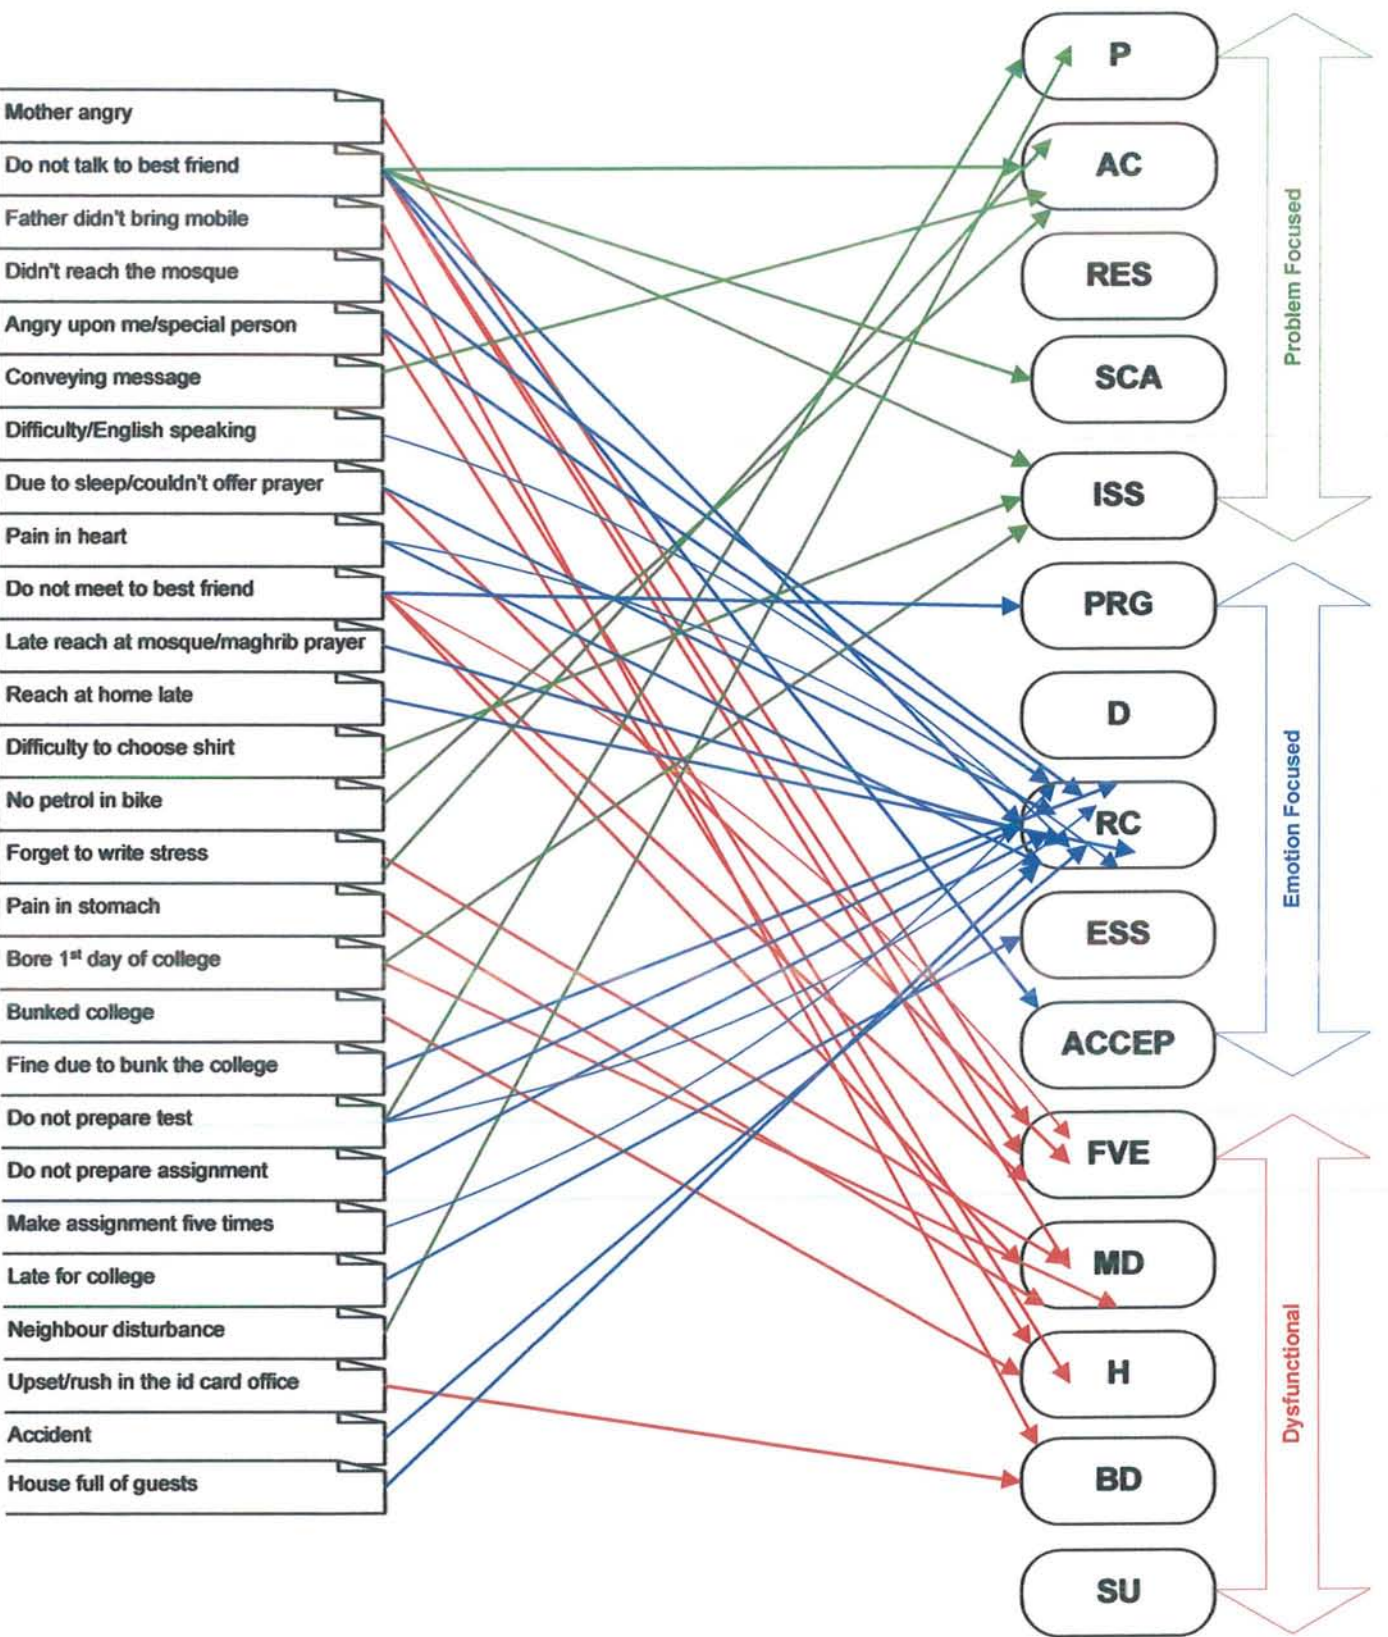 Mother angry
Do not talk to best friend
Father didn't bring mobile
Didn't reach the mosque
Angry upon me/special person
Conveying message
Difficulty/English speaking
Due to sleep/couldn't offer prayer
Pain in heart
Do not meet to best friend
Late reach at mosque/maghrib prayer
Reach at home late
Difficulty to choose shirt
No petrol in bike
Forget to write stress
Pain in stomach
Bore 1st day of college
Bunked college
Fine due to bunk the college
Do not prepare test
Do not prepare assignment
Make assignment five times
Late for college
Neighbour disturbance
Upset/rush in the id card office
Accident
House full of guests
P
AC
RES
SCA
ISS
PRG
D
RC
ESS
ACCEP
FVE
MD
H
BD
SU
Problem Focused
Emotion Focused
Dysfunctional